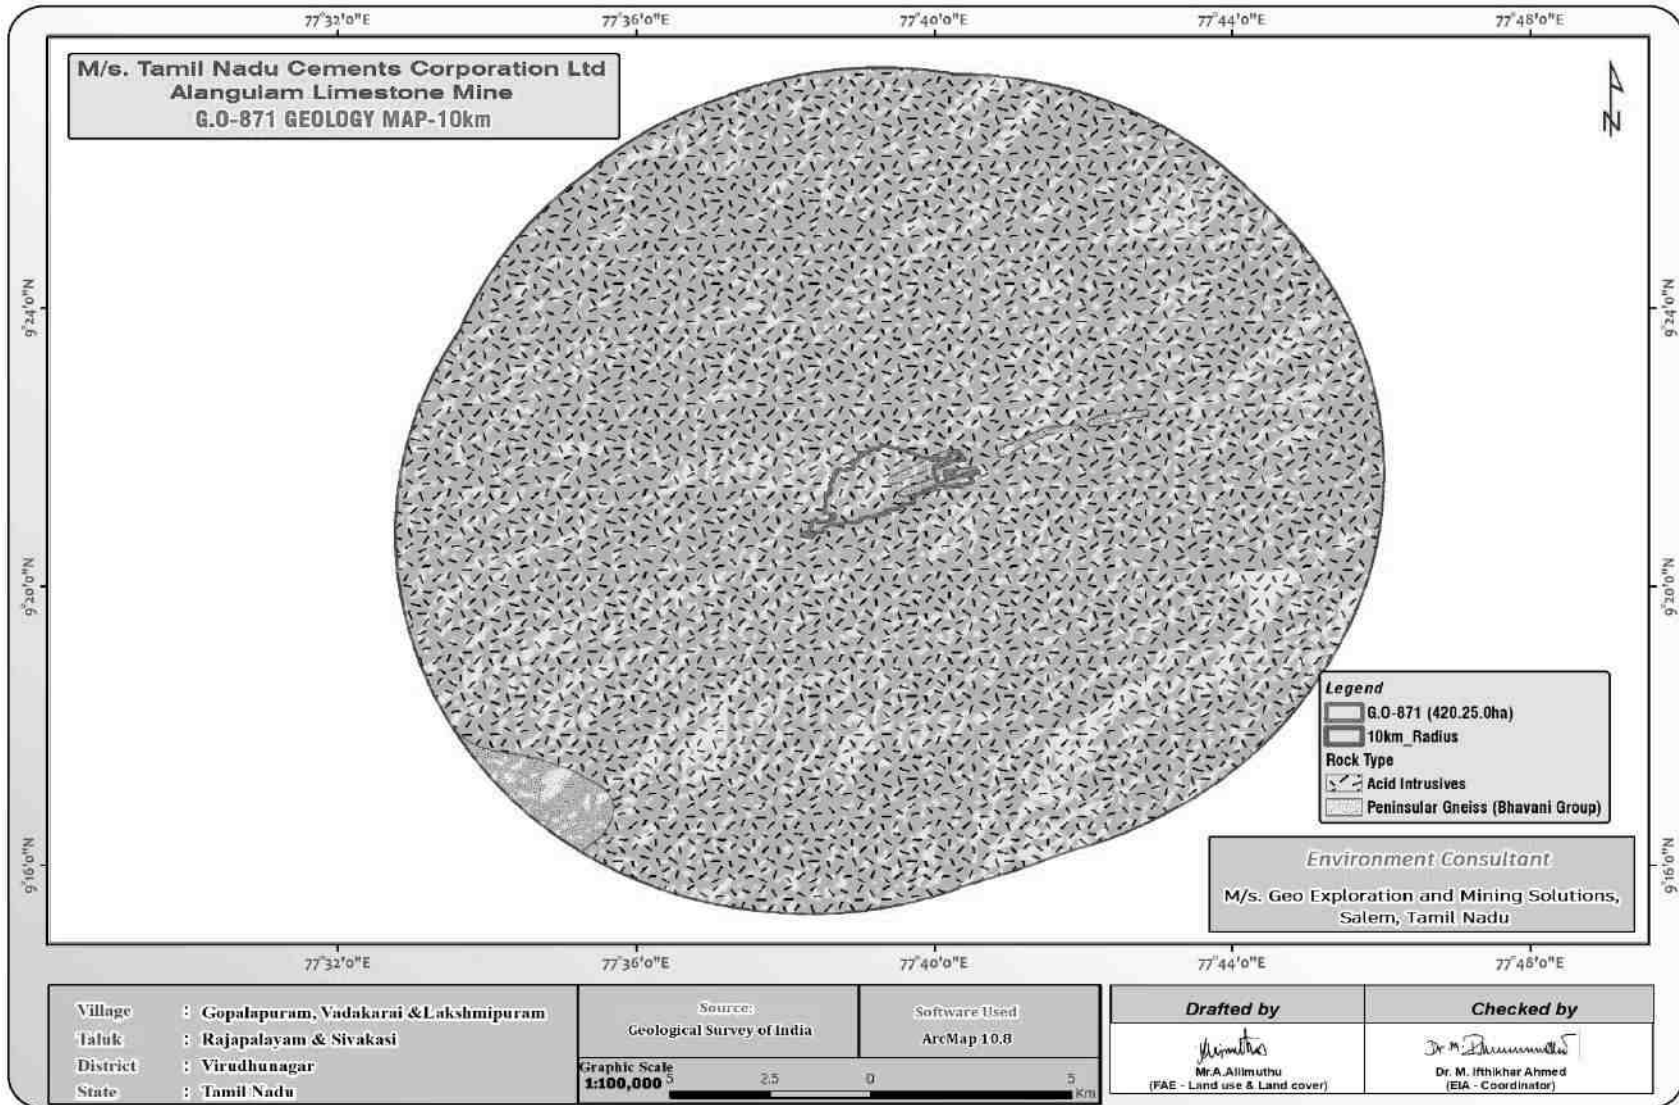 77°32'0"E 77°36'0"E 77°40'0"E 77°44'0"E 77°48'0"E
M/s. Tamil Nadu Cements Corporation Ltd
Alangulam Limestone Mine
G.O-871 GEOLOGY MAP-10km
N
9°24'0"N 9°24'0"N
9°20'0"N 9°20'0"N
9°16'0"N 9°16'0"N
Legend
G.O-871 (420.25.0ha)
10km_Radius
Rock Type
Acid Intrusives
Peninsular Gneiss (Bhavani Group)
Environment Consultant
M/s. Geo Exploration and Mining Solutions,
Salem, Tamil Nadu
77°32'0"E 77°36'0"E 77°40'0"E 77°44'0"E 77°48'0"E
Village : Gopalapuram, Vadakarai &Lakshmipuram
Taluk : Rajapalayam & Sivakasi
District : Virudhunagar
State : Tamil Nadu
Source:
Geological Survey of India
Software Used
ArcMap 10.8
Graphic Scale
1:100,000
5 2.5 0 5
Km
Drafted by
Mr.A.Allimuthu
(FAE - Land use & Land cover)
Checked by
Dr. M.
Dr. M. Ifthikhar Ahmed
(EIA - Coordinator)